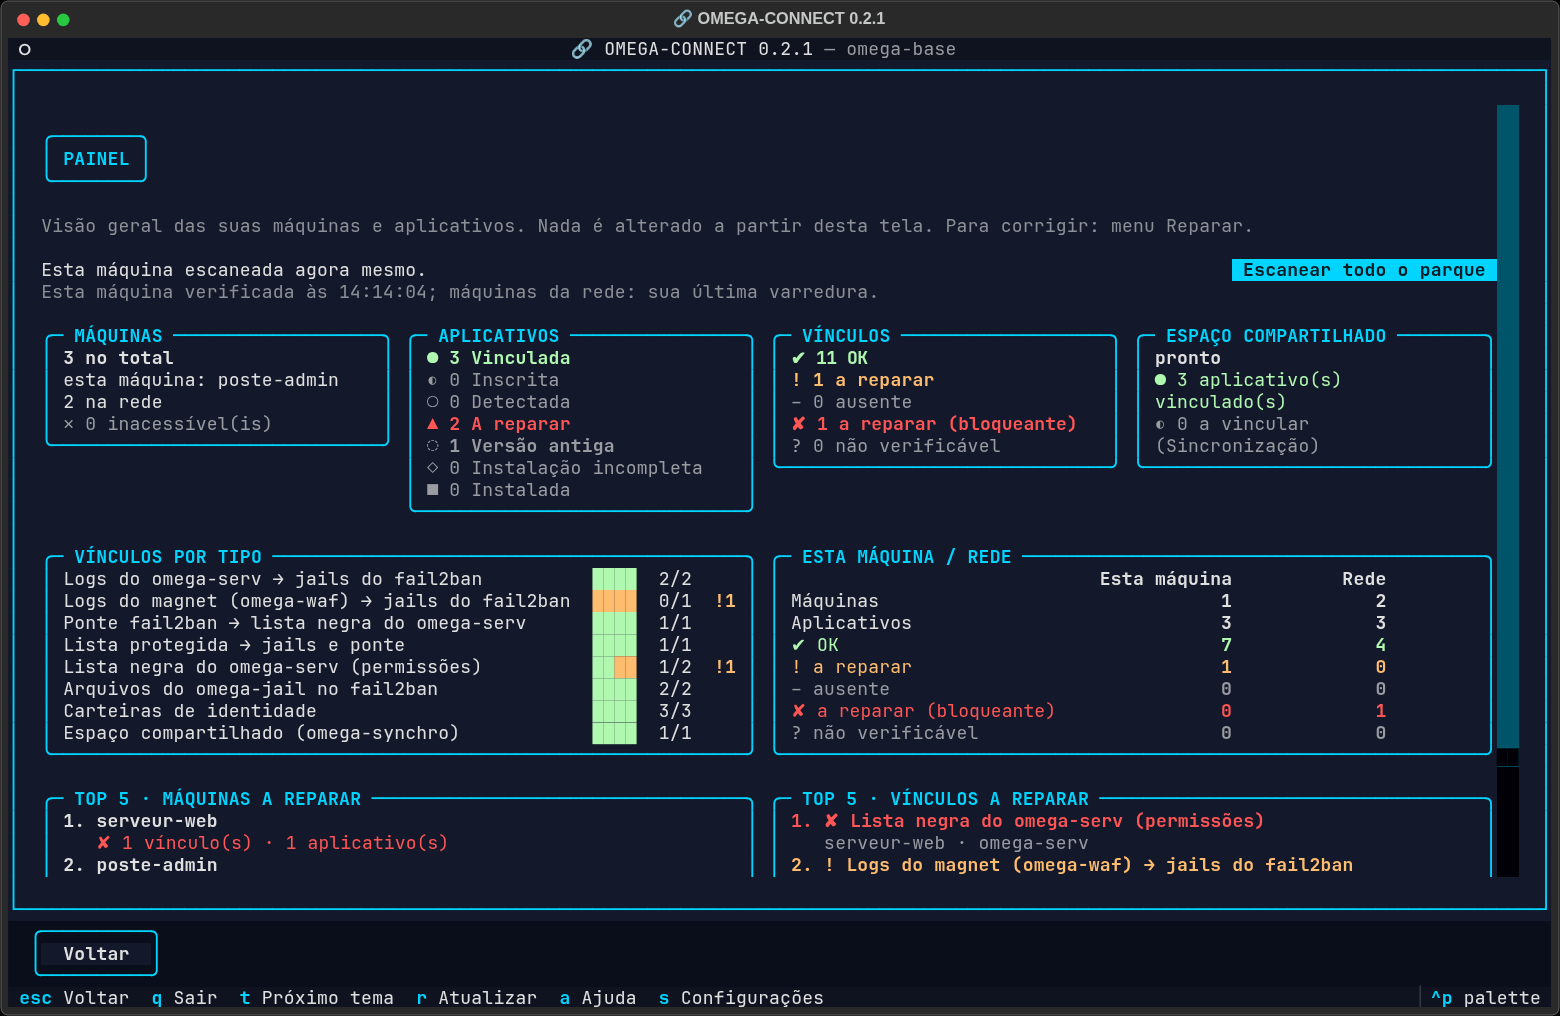 🔗 OMEGA-CONNECT 0.2.1
🔗 OMEGA-CONNECT 0.2.1 — omega-base
PAINEL
Visão geral das suas máquinas e aplicativos. Nada é alterado a partir desta tela. Para corrigir: menu Reparar.
Esta máquina escaneada agora mesmo.
Escanear todo o parque
Esta máquina verificada às 14:14:04; máquinas da rede: sua última varredura.
MÁQUINAS
3 no total
esta máquina: poste-admin
2 na rede
× 0 inacessível(is)
APLICATIVOS
● 3 Vinculada
◐ 0 Inscrita
○ 0 Detectada
▲ 2 A reparar
◌ 1 Versão antiga
◇ 0 Instalação incompleta
■ 0 Instalada
VÍNCULOS
✔ 11 OK
! 1 a reparar
— 0 ausente
✘ 1 a reparar (bloqueante)
? 0 não verificável
ESPAÇO COMPARTILHADO
pronto
● 3 aplicativo(s)
vinculado(s)
◐ 0 a vincular
(Sincronização)
VÍNCULOS POR TIPO
Logs do omega-serv → jails do fail2ban 2/2
Logs do magnet (omega-waf) → jails do fail2ban 0/1 !1
Ponte fail2ban → lista negra do omega-serv 1/1
Lista protegida → jails e ponte 1/1
Lista negra do omega-serv (permissões) 1/2 !1
Arquivos do omega-jail no fail2ban 2/2
Carteiras de identidade 3/3
Espaço compartilhado (omega-synchro) 1/1
ESTA MÁQUINA / REDE
Esta máquina Rede
Máquinas 1 2
Aplicativos 3 3
✔ OK 7 4
! a reparar 1 0
— ausente 0 0
✘ a reparar (bloqueante) 0 1
? não verificável 0 0
TOP 5 · MÁQUINAS A REPARAR
1. serveur-web
✘ 1 vínculo(s) · 1 aplicativo(s)
2. poste-admin
TOP 5 · VÍNCULOS A REPARAR
1. ✘ Lista negra do omega-serv (permissões)
serveur-web · omega-serv
2. ! Logs do magnet (omega-waf) → jails do fail2ban
Voltar
esc Voltar q Sair t Próximo tema r Atualizar a Ajuda s Configurações ^p palette